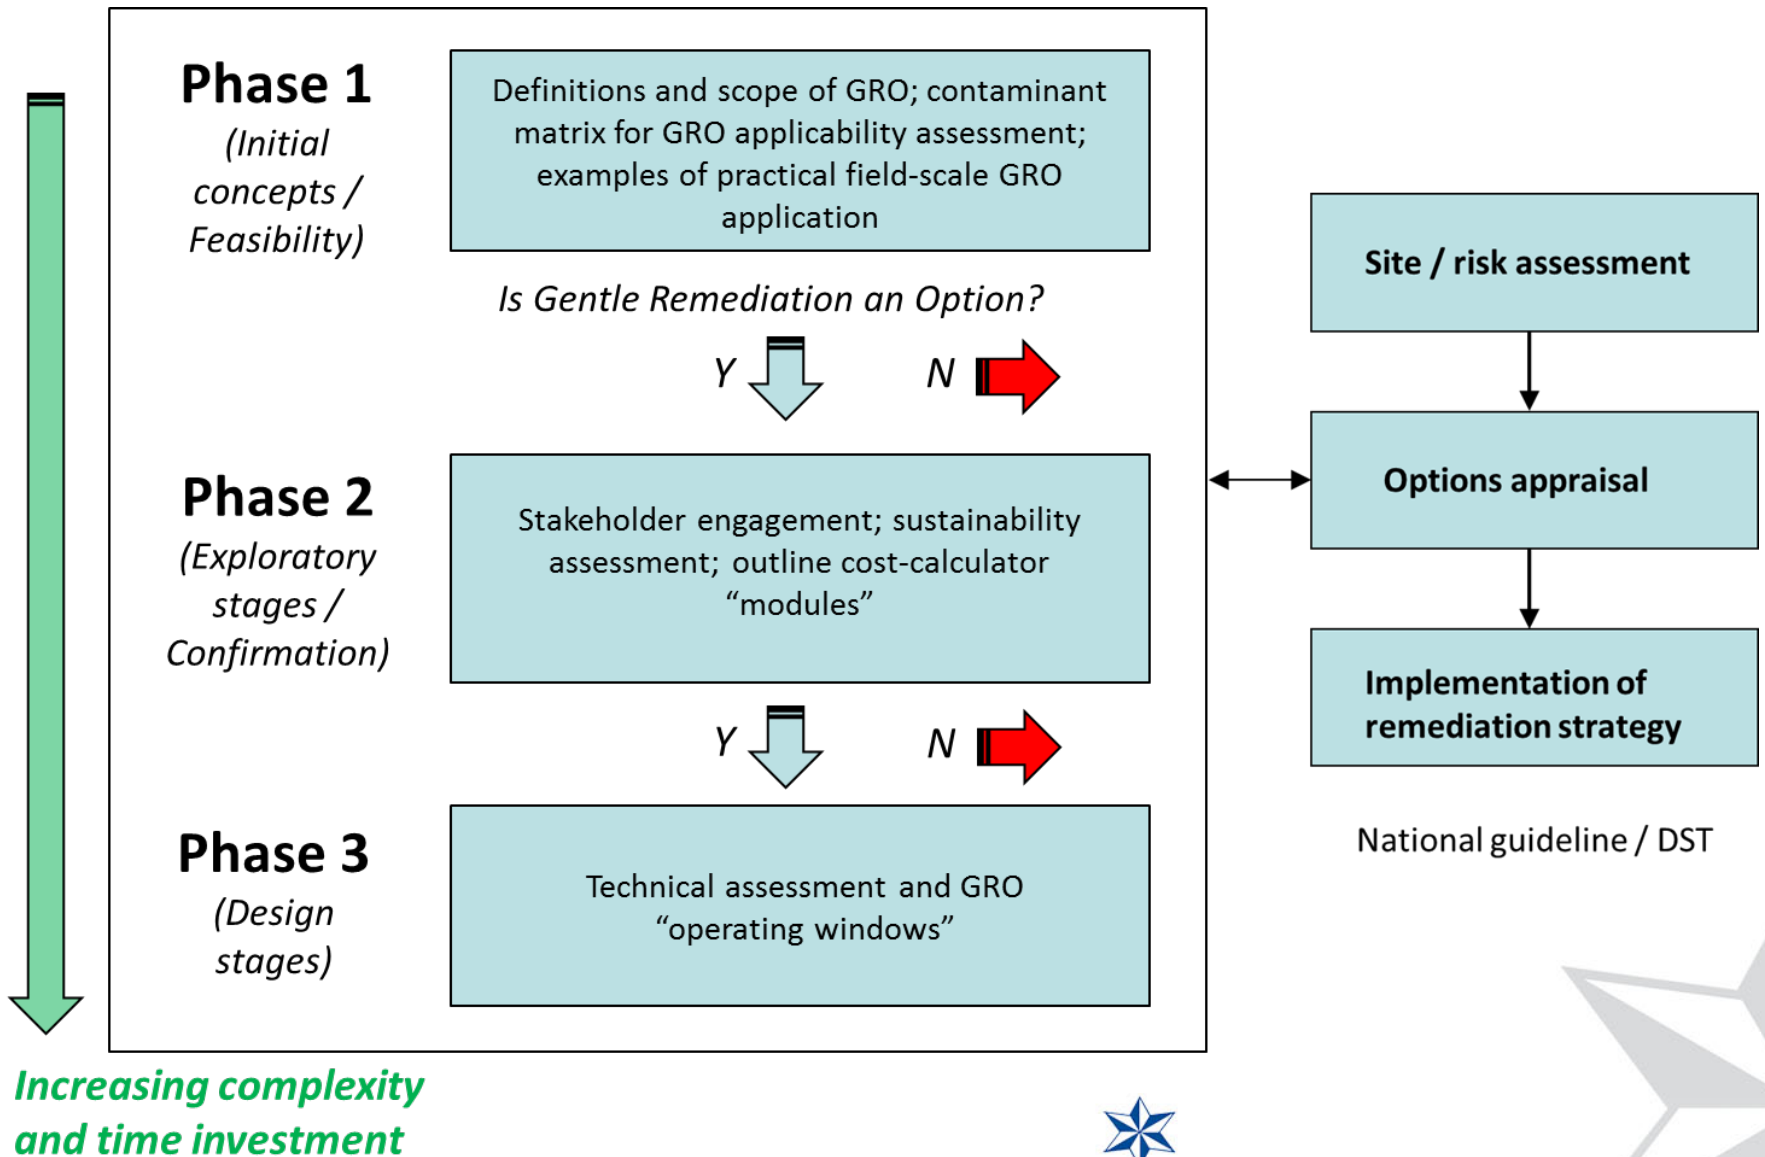 Phase 1
(Initial
concepts /
Feasibility)
Definitions and scope of GRO; contaminant
matrix for GRO applicability assessment;
examples of practical field-scale GRO
application
Is Gentle Remediation an Option?
Y
N
Phase 2
(Exploratory
stages /
Confirmation)
Stakeholder engagement; sustainability
assessment; outline cost-calculator
“modules”
Y
N
Phase 3
(Design
stages)
Technical assessment and GRO
“operating windows”
Increasing complexity
and time investment
Site / risk assessment
Options appraisal
Implementation of
remediation strategy
National guideline / DST